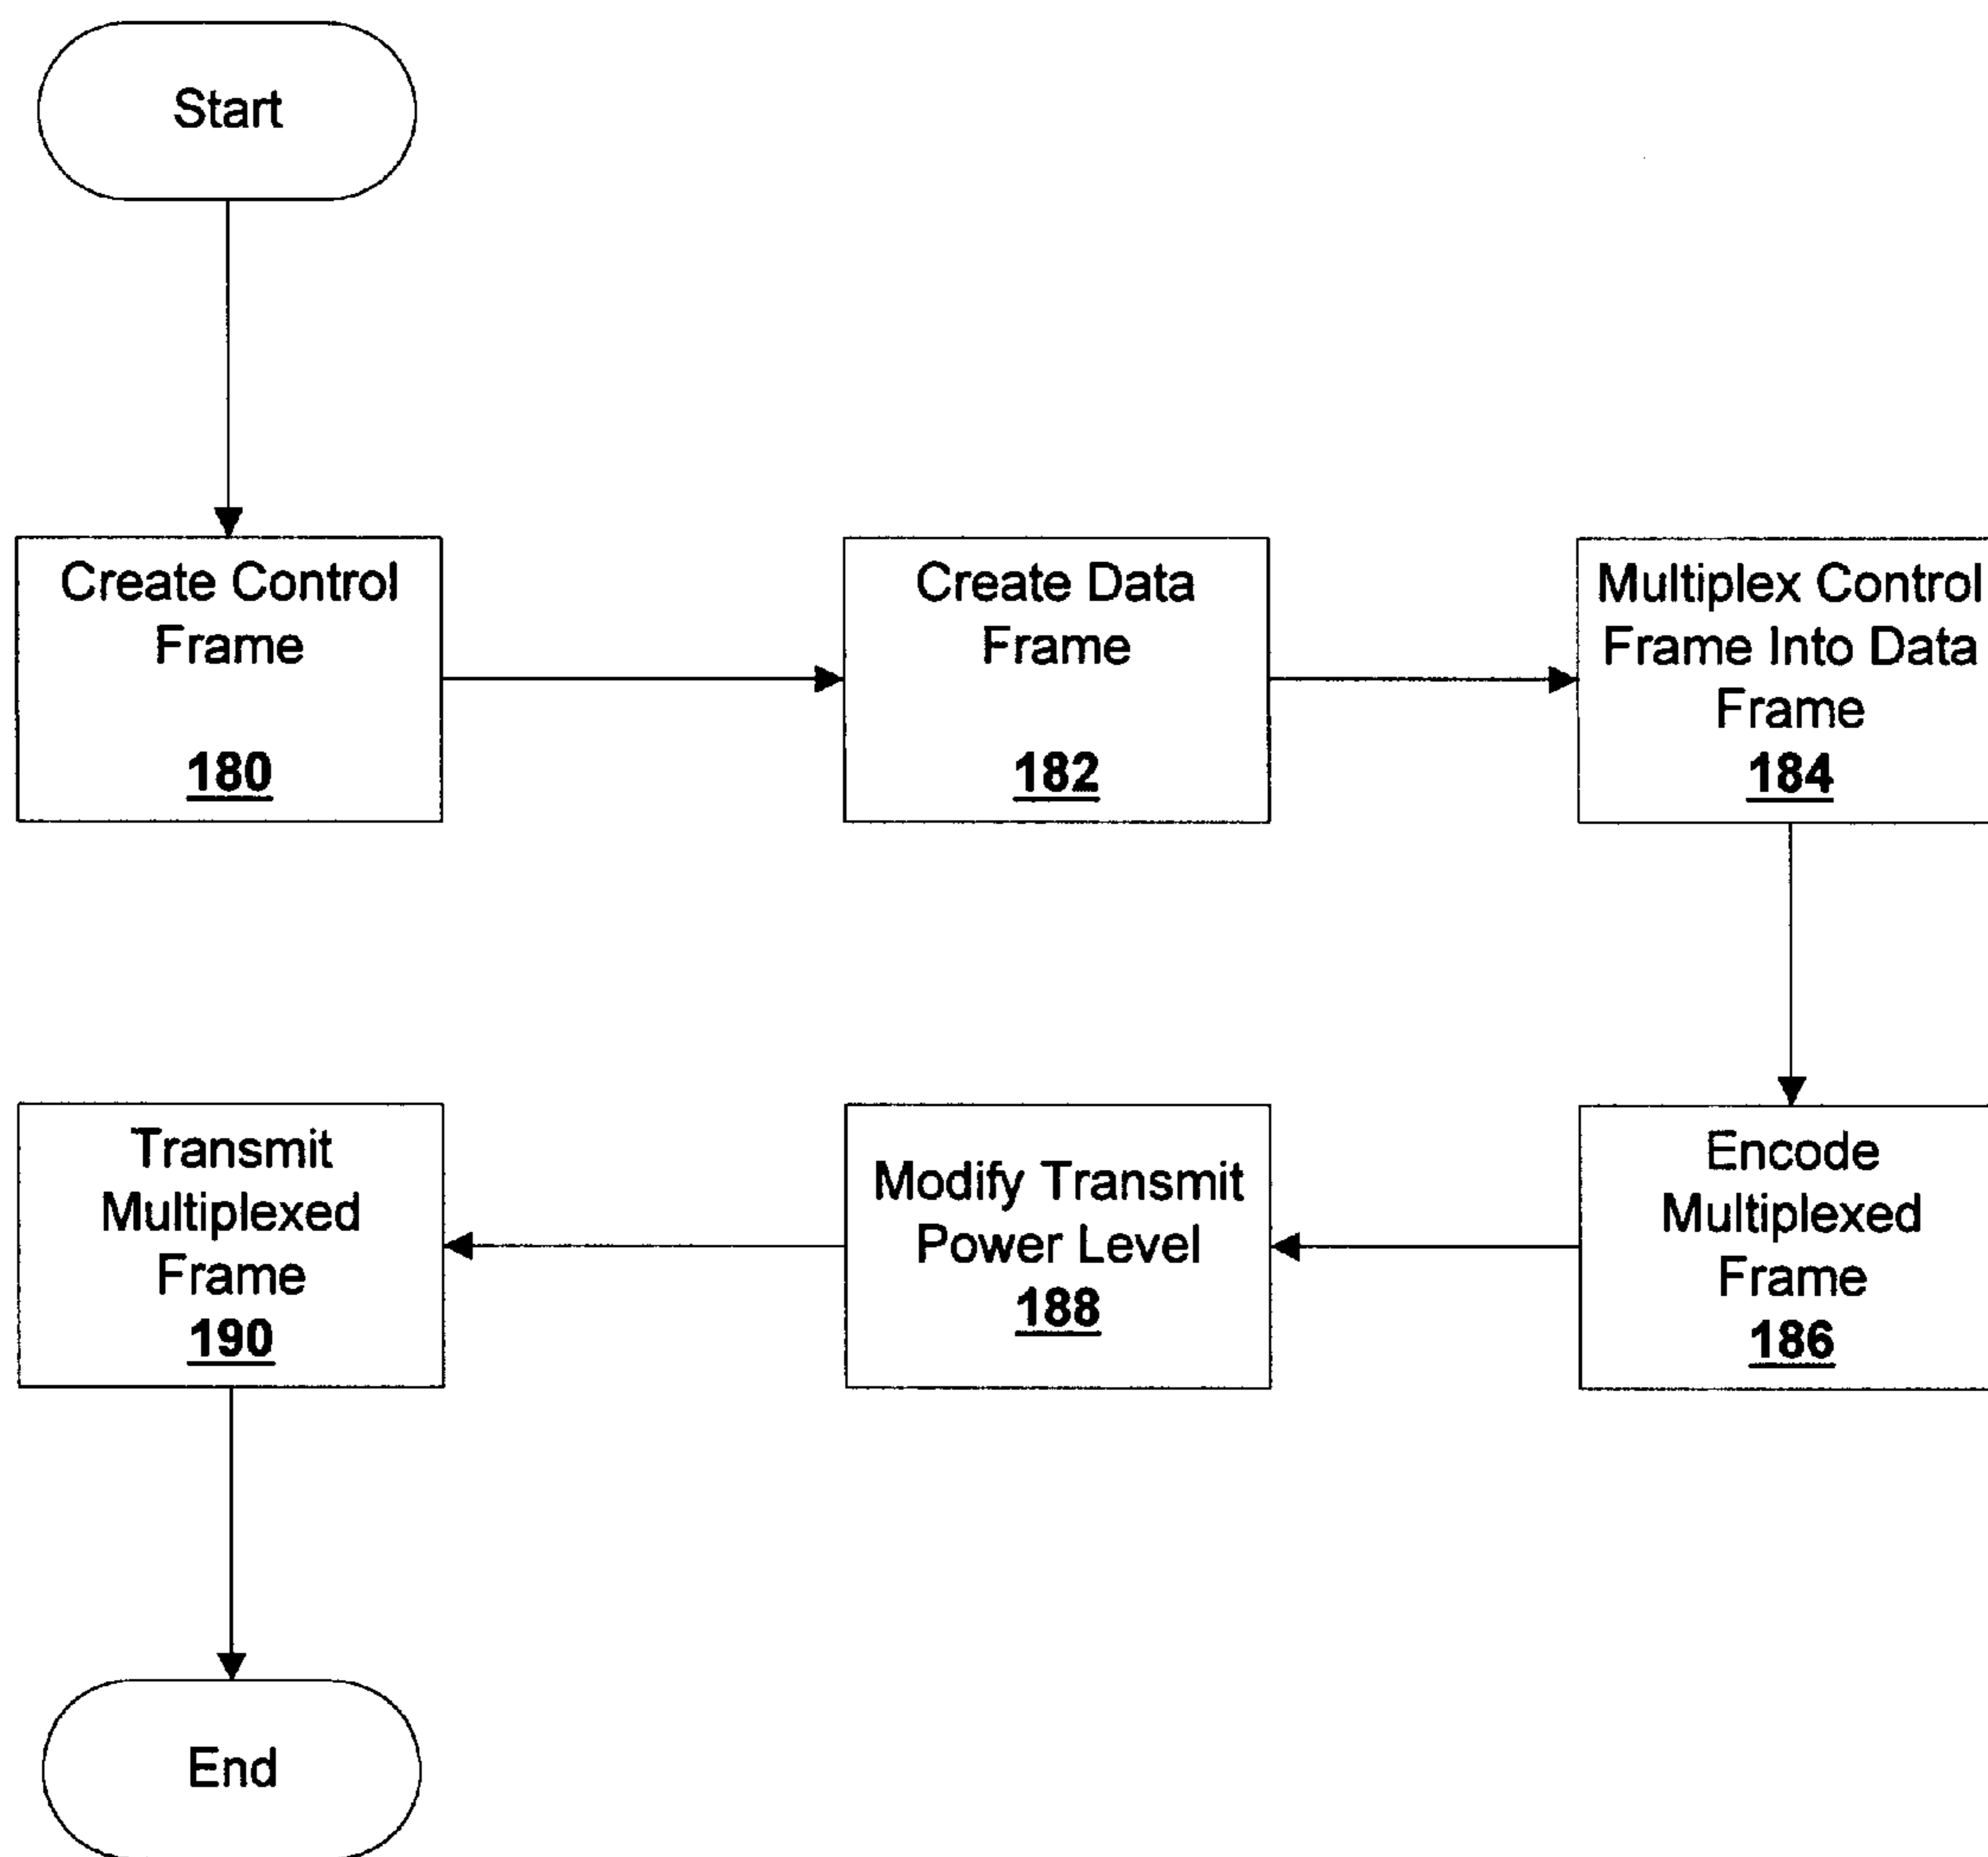 Start
Create Control
Frame
180
Create Data
Frame
182
Multiplex Control
Frame Into Data
Frame
184
Encode
Multiplexed
Frame
186
Modify Transmit
Power Level
188
Transmit
Multiplexed
Frame
190
End